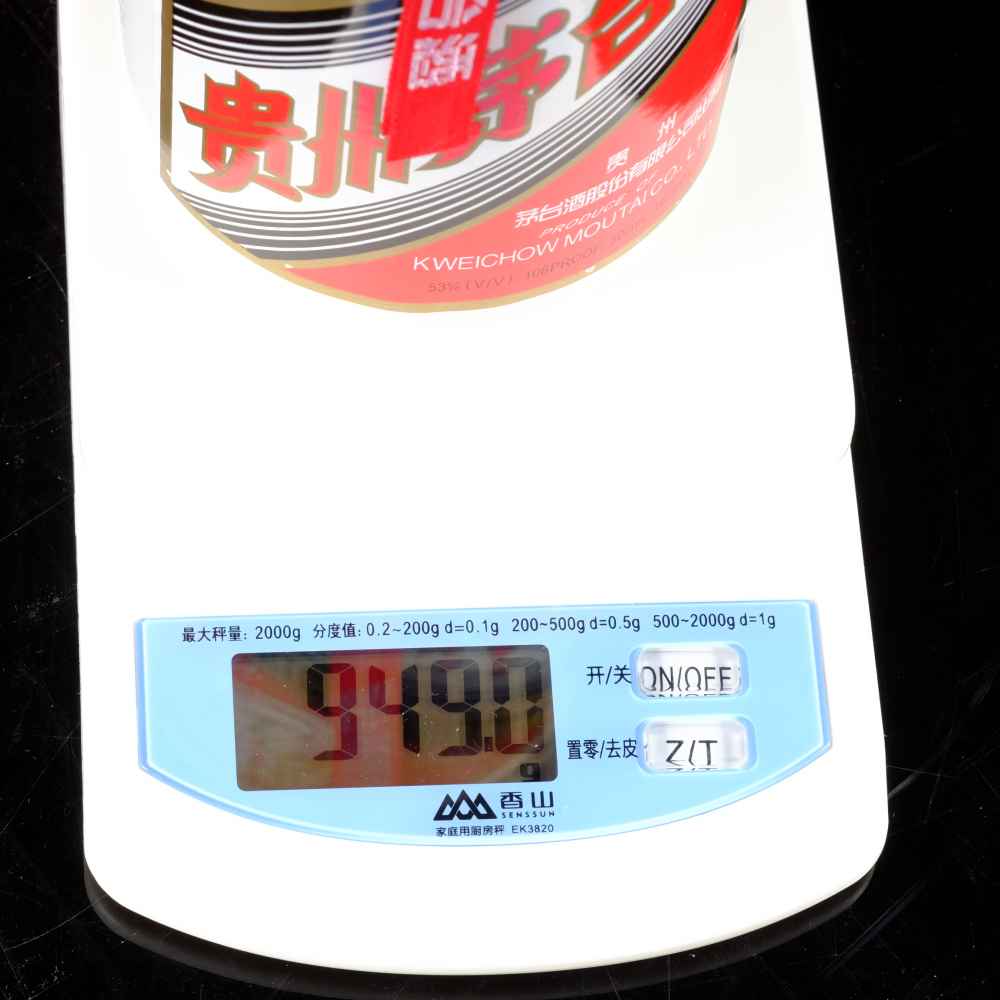 贵州茅台
贵州
茅台酒股份有限公司
PRODUCE OF
KWEICHOW MOUTAI CO., LTD
53% (V/V) 106PROOF
最大秤量: 2000g 分度值: 0.2~200g d=0.1g 200~500g d=0.5g 500~2000g d=1g
949.0
g
开/关 ON/OFF
置零/去皮 Z/T
香山
SENSSUN
家庭用厨房秤 EK3820